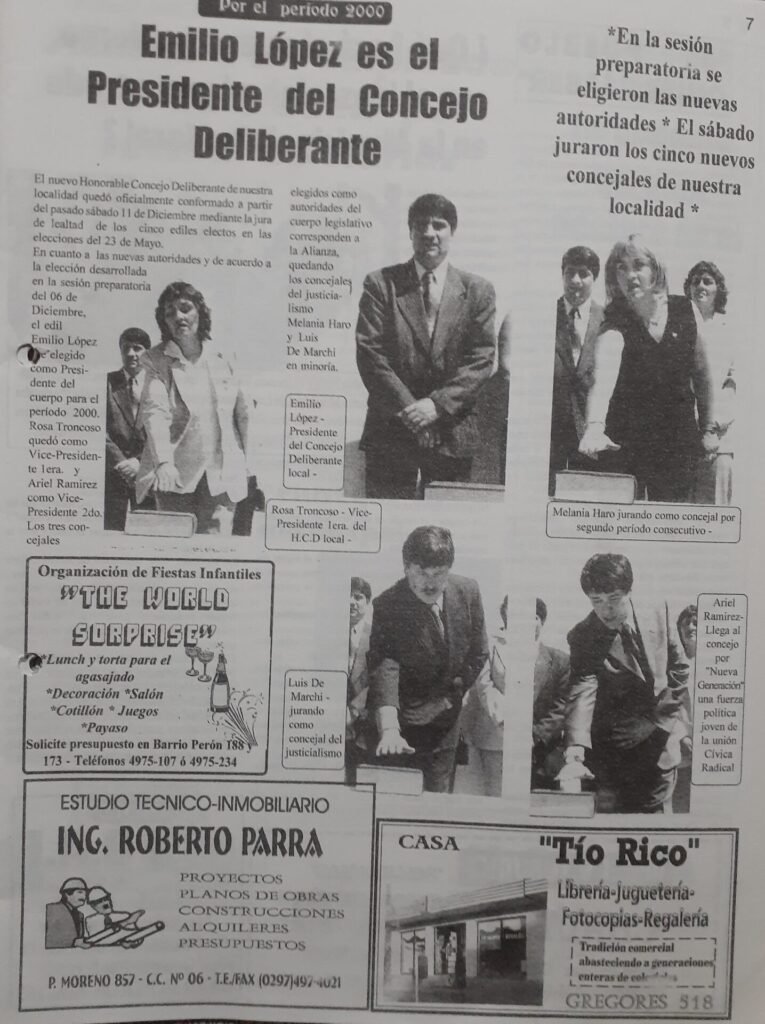 7
Por el período 2000
Emilio López es el
Presidente del Concejo
Deliberante
*En la sesión
preparatoria se
eligieron las nuevas
autoridades * El sábado
juraron los cinco nuevos
concejales de nuestra
localidad *
El nuevo Honorable Concejo Deliberante de nuestra
localidad quedó oficialmente conformado a partir
del pasado sábado 11 de Diciembre mediante la jura
de lealtad de los cinco ediles electos en las
elecciones del 23 de Mayo.
En cuanto a las nuevas autoridades y de acuerdo a
la elección desarrollada
en la sesión preparatoria
del 06 de
Diciembre,
el edil
Emilio López
elegido
como Presi-
dente del
cuerpo para el
período 2000.
Rosa Troncoso
quedó como
Vice-Presiden-
te 1era. y
Ariel Ramirez
como Vice-
Presidente 2do.
Los tres con-
cejales
elegidos como
autoridades del
cuerpo legislativo
corresponden a
la Alianza,
quedando
los concejales
del justicia-
lismo
Melania Haro
y Luis
De Marchi
en minoría.
Emilio
López -
Presidente
del Concejo
Deliberante
local -
Rosa Troncoso - Vice-
Presidente 1era. del
H.C.D local -
Melania Haro jurando como concejal por
segundo período consecutivo -
Luis De
Marchi -
jurando
como
concejal del
justicialismo
Ariel
Ramirez-
Llega al
concejo
por
"Nueva
Generación"
una fuerza
política
joven de
la unión
Cívica
Radical
Organización de Fiestas Infantiles
"THE WORLD
SORPRISE"
*Lunch y torta para el
agasajado
*Decoración *Salón
*Cotillón * Juegos
*Payaso
Solicite presupuesto en Barrio Perón 188 y
173 - Teléfonos 4975-107 ó 4975-234
ESTUDIO TECNICO-INMOBILIARIO
ING. ROBERTO PARRA
PROYECTOS
PLANOS DE OBRAS
CONSTRUCCIONES
ALQUILERES
PRESUPUESTOS
P. MORENO 857 - C.C. Nº 06 - T.E./FAX (0297)497-4021
CASA
"Tío Rico"
Librería-Juguetería-
Fotocopias-Regalería
Tradición comercial
abasteciendo a generaciones
enteras de
GREGORES 518